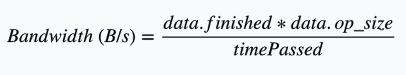 Bandwidth (B/s) = data.finished * data.op_size / timePassed